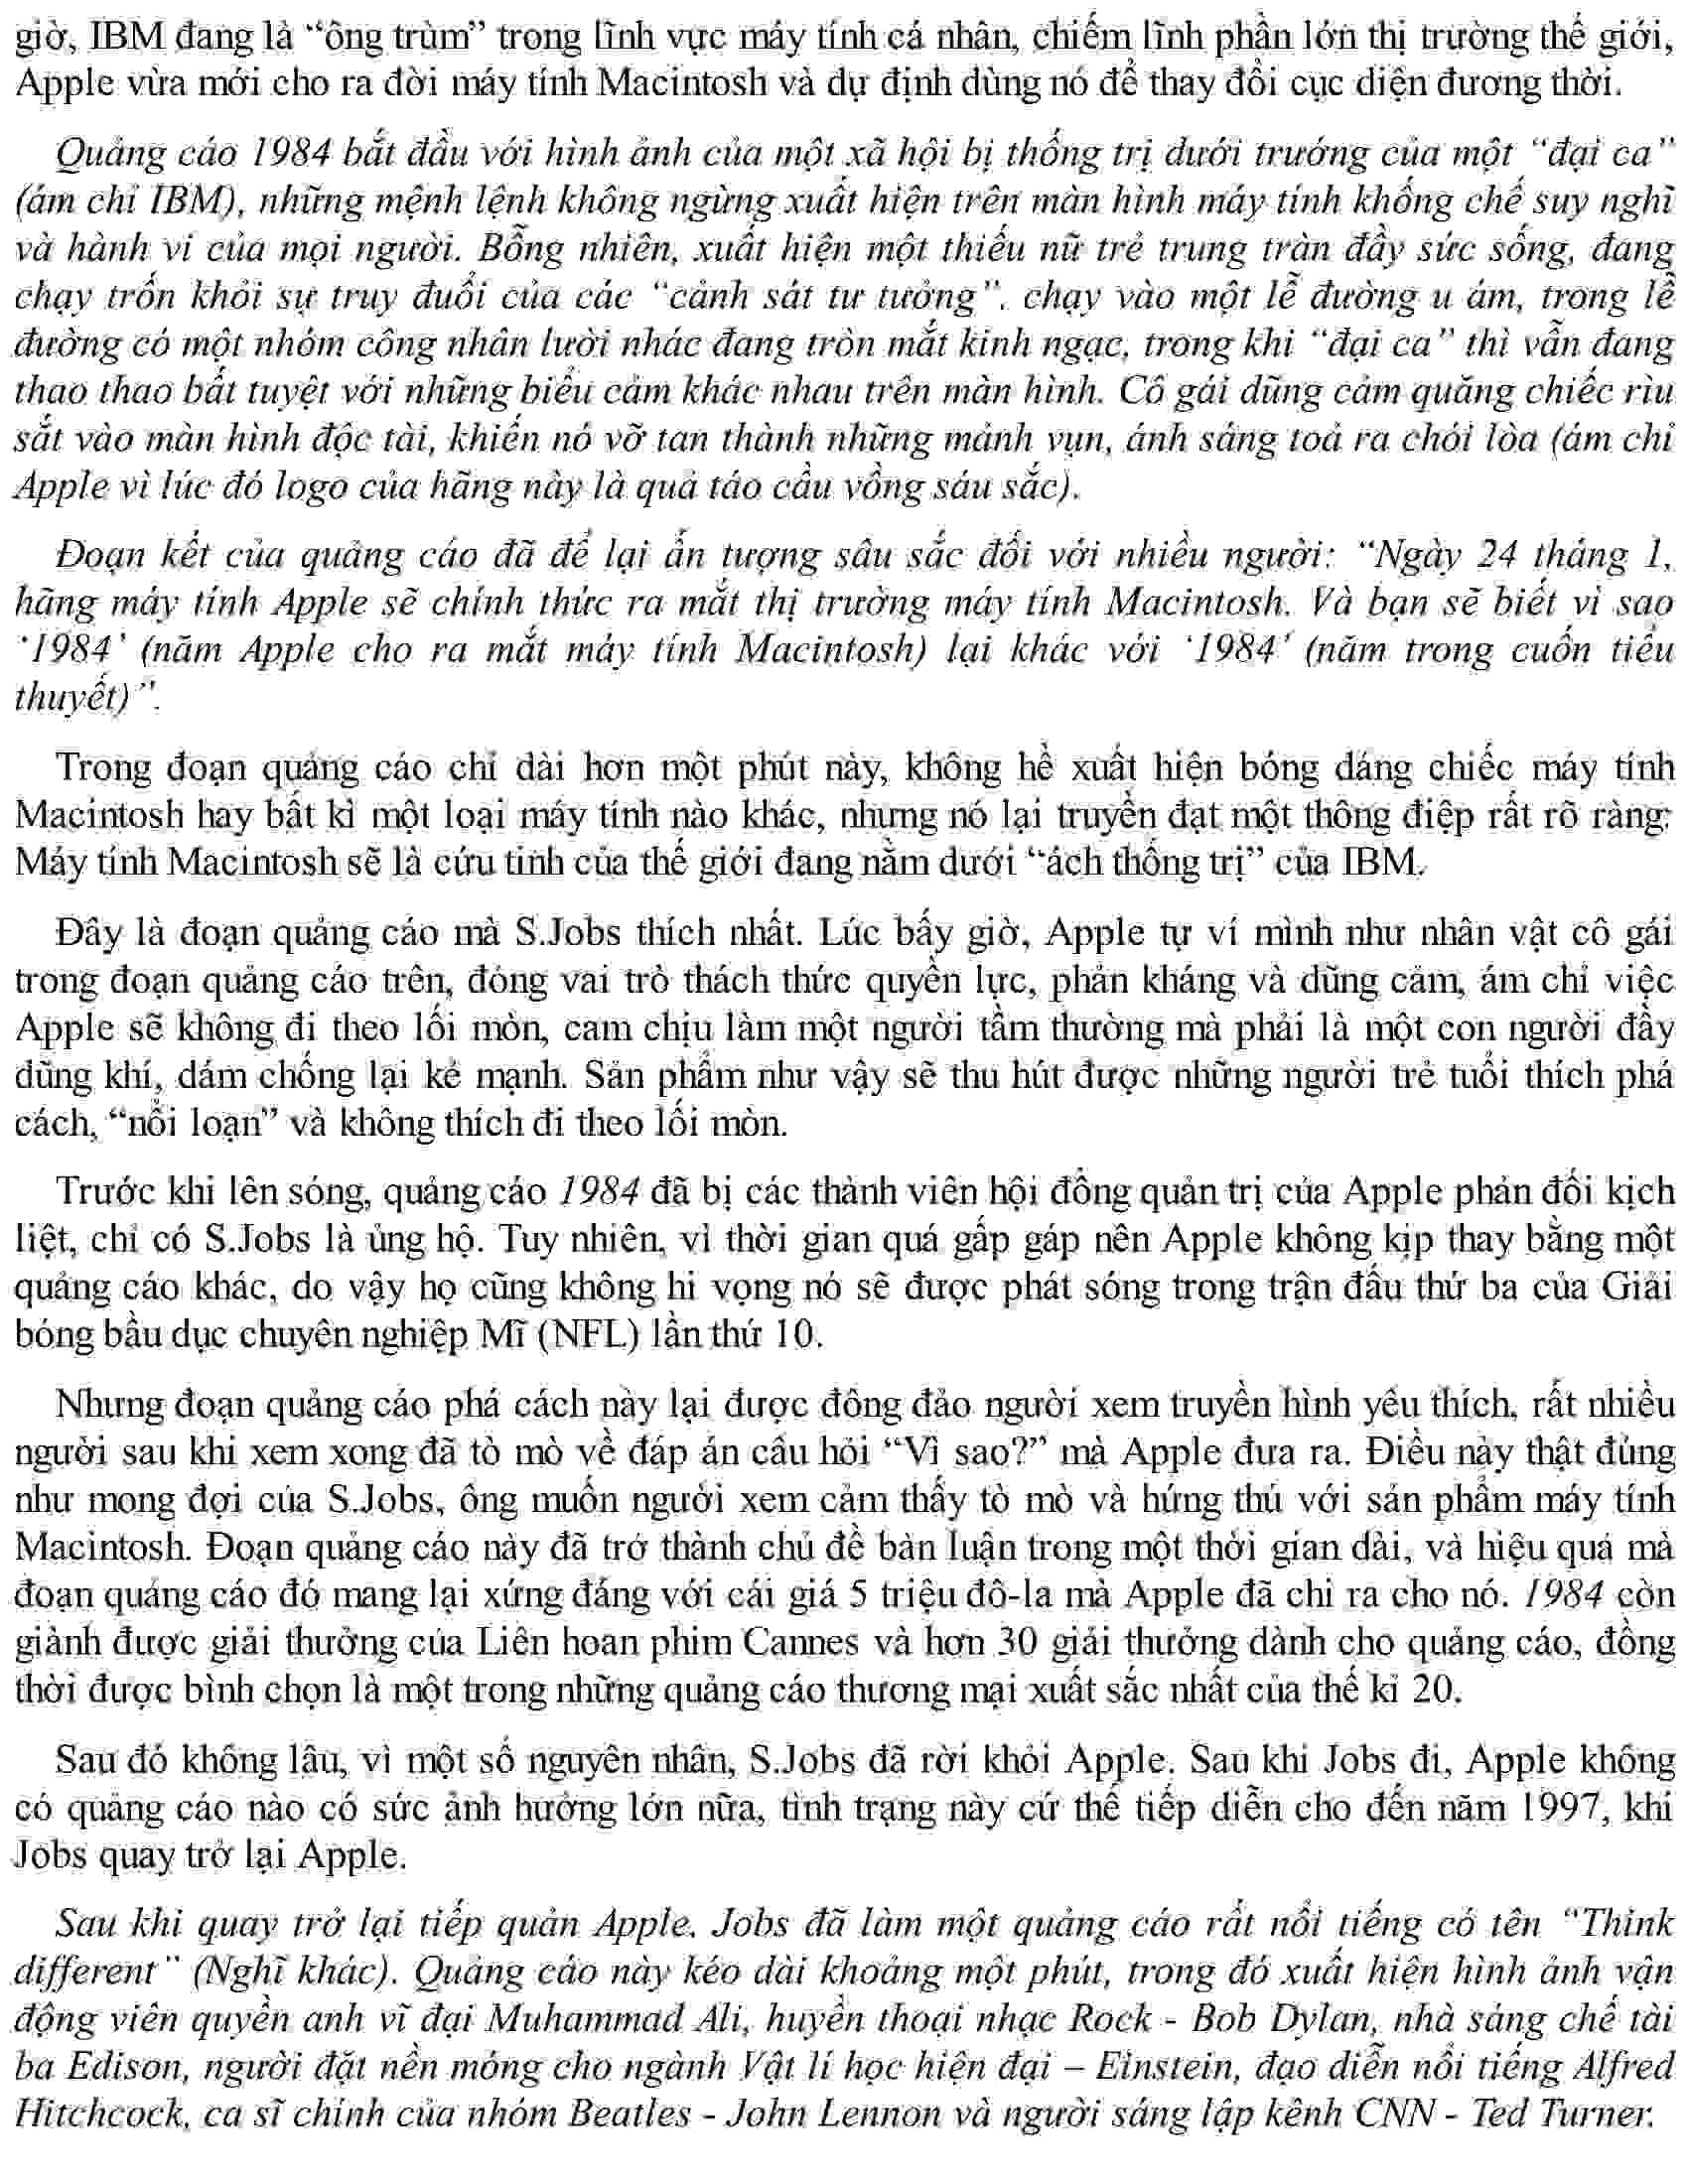 giờ, IBM đang là “ông trùm” trong lĩnh vực máy tính cá nhân, chiếm lĩnh phần lớn thị trường thế giới,
Apple vừa mới cho ra đời máy tính Macintosh và dự định dùng nó để thay đổi cục diện đương thời.
Quảng cáo 1984 bắt đầu với hình ảnh của một xã hội bị thống trị dưới trướng của một “đại ca”
(ám chỉ IBM), những mệnh lệnh không ngừng xuất hiện trên màn hình máy tính khống chế suy nghĩ
và hành vi của mọi người. Bỗng nhiên, xuất hiện một thiếu nữ trẻ trung tràn đầy sức sống, đang
chạy trốn khỏi sự truy đuổi của các “cảnh sát tư tưởng”, chạy vào một lễ đường u ám, trong lễ
đường có một nhóm công nhân lười nhác đang tròn mắt kinh ngạc, trong khi “đại ca” thì vẫn đang
thao thao bất tuyệt với những biểu cảm khác nhau trên màn hình. Cô gái dũng cảm quăng chiếc rìu
sắt vào màn hình độc tài, khiến nó vỡ tan thành những mảnh vụn, ánh sáng toả ra chói lòa (ám chỉ
Apple vì lúc đó logo của hãng này là quả táo cầu vồng sáu sắc).
Đoạn kết của quảng cáo đã để lại ấn tượng sâu sắc đối với nhiều người: “Ngày 24 tháng 1,
hãng máy tính Apple sẽ chính thức ra mắt thị trường máy tính Macintosh. Và bạn sẽ biết vì sao
‘1984’ (năm Apple cho ra mắt máy tính Macintosh) lại khác với ‘1984’ (năm trong cuốn tiểu
thuyết)”.
Trong đoạn quảng cáo chỉ dài hơn một phút này, không hề xuất hiện bóng dáng chiếc máy tính
Macintosh hay bất kì một loại máy tính nào khác, nhưng nó lại truyền đạt một thông điệp rất rõ ràng:
Máy tính Macintosh sẽ là cứu tinh của thế giới đang nằm dưới “ách thống trị” của IBM.
Đây là đoạn quảng cáo mà S.Jobs thích nhất. Lúc bấy giờ, Apple tự ví mình như nhân vật cô gái
trong đoạn quảng cáo trên, đóng vai trò thách thức quyền lực, phản kháng và dũng cảm, ám chỉ việc
Apple sẽ không đi theo lối mòn, cam chịu làm một người tầm thường mà phải là một con người đầy
dũng khí, dám chống lại kẻ mạnh. Sản phẩm như vậy sẽ thu hút được những người trẻ tuổi thích phá
cách, “nổi loạn” và không thích đi theo lối mòn.
Trước khi lên sóng, quảng cáo 1984 đã bị các thành viên hội đồng quản trị của Apple phản đối kịch
liệt, chỉ có S.Jobs là ủng hộ. Tuy nhiên, vì thời gian quá gấp gáp nên Apple không kịp thay bằng một
quảng cáo khác, do vậy họ cũng không hi vọng nó sẽ được phát sóng trong trận đấu thứ ba của Giải
bóng bầu dục chuyên nghiệp Mĩ (NFL) lần thứ 10.
Nhưng đoạn quảng cáo phá cách này lại được đông đảo người xem truyền hình yêu thích, rất nhiều
người sau khi xem xong đã tò mò về đáp án câu hỏi “Vì sao?” mà Apple đưa ra. Điều này thật đúng
như mong đợi của S.Jobs, ông muốn người xem cảm thấy tò mò và hứng thú với sản phẩm máy tính
Macintosh. Đoạn quảng cáo này đã trở thành chủ đề bàn luận trong một thời gian dài, và hiệu quả mà
đoạn quảng cáo đó mang lại xứng đáng với cái giá 5 triệu đô-la mà Apple đã chi ra cho nó. 1984 còn
giành được giải thưởng của Liên hoan phim Cannes và hơn 30 giải thưởng dành cho quảng cáo, đồng
thời được bình chọn là một trong những quảng cáo thương mại xuất sắc nhất của thế kỉ 20.
Sau đó không lâu, vì một số nguyên nhân, S.Jobs đã rời khỏi Apple. Sau khi Jobs đi, Apple không
có quảng cáo nào có sức ảnh hưởng lớn nữa, tình trạng này cứ thế tiếp diễn cho đến năm 1997, khi
Jobs quay trở lại Apple.
Sau khi quay trở lại tiếp quản Apple, Jobs đã làm một quảng cáo rất nổi tiếng có tên “Think
different” (Nghĩ khác). Quảng cáo này kéo dài khoảng một phút, trong đó xuất hiện hình ảnh vận
động viên quyền anh vĩ đại Muhammad Ali, huyền thoại nhạc Rock - Bob Dylan, nhà sáng chế tài
ba Edison, người đặt nền móng cho ngành Vật lí học hiện đại – Einstein, đạo diễn nổi tiếng Alfred
Hitchcock, ca sĩ chính của nhóm Beatles - John Lennon và người sáng lập kênh CNN - Ted Turner.